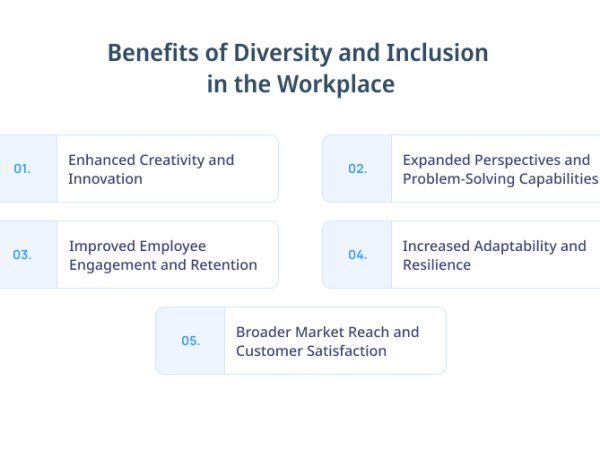 Benefits of Diversity and Inclusion
in the Workplace
01.
Enhanced Creativity and
Innovation
02.
Expanded Perspectives and
Problem-Solving Capabilities
03.
Improved Employee
Engagement and Retention
04.
Increased Adaptability and
Resilience
05.
Broader Market Reach and
Customer Satisfaction